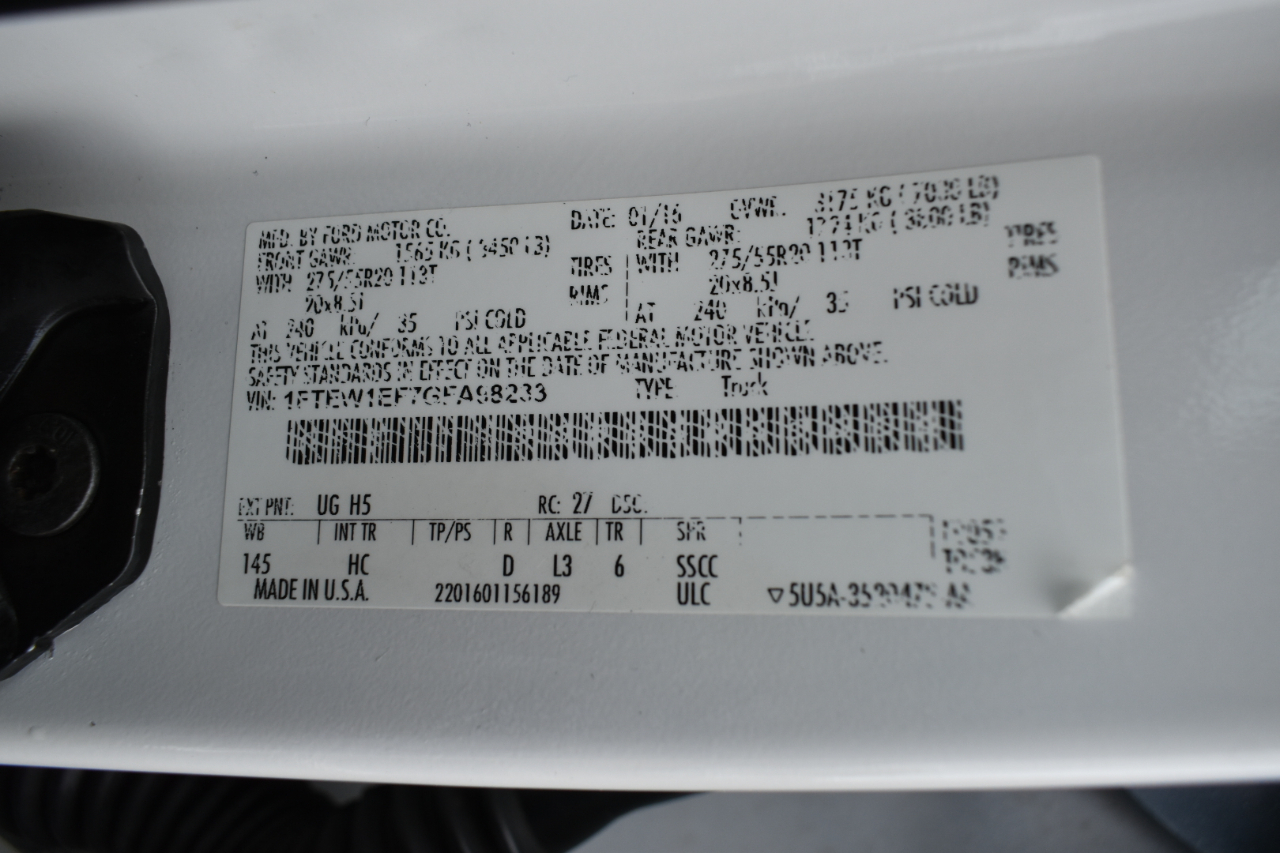 MFD. BY FORD MOTOR CO. DATE: 01/16 GVWR: 3175 KG ( 7000 LB)
FRONT GAWR: 1565 KG ( 3450 LB) REAR GAWR: KG ( 3800 LB)
WITH 275/55R20 113T TIRES WITH 275/55R20 113T TIRES
20x8.5J RIMS 20x8.5J RIMS
AT 240 kPa/ 35 PSI COLD AT 240 kPa/ 35 PSI COLD
THIS VEHICLE CONFORMS TO ALL APPLICABLE FEDERAL MOTOR VEHICLE
SAFETY STANDARDS IN EFFECT ON THE DATE OF MANUFACTURE SHOWN ABOVE.
VIN: 1FTEW1EF7GFA98233 TYPE: Truck
EXT PNT: UG H5 RC: 27 DSO:
WB INT TR TP/PS R AXLE TR SPR
145 HC D L3 6 SSCC
MADE IN U.S.A. 2201601156189 ULC